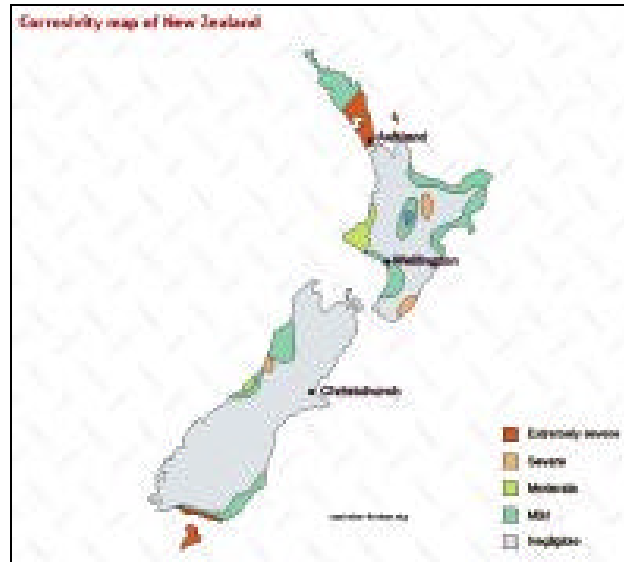 Corrosivity map of New Zealand
Auckland
Wellington
Christchurch
Extremely severe
Severe
Moderate
Mild
Negligible